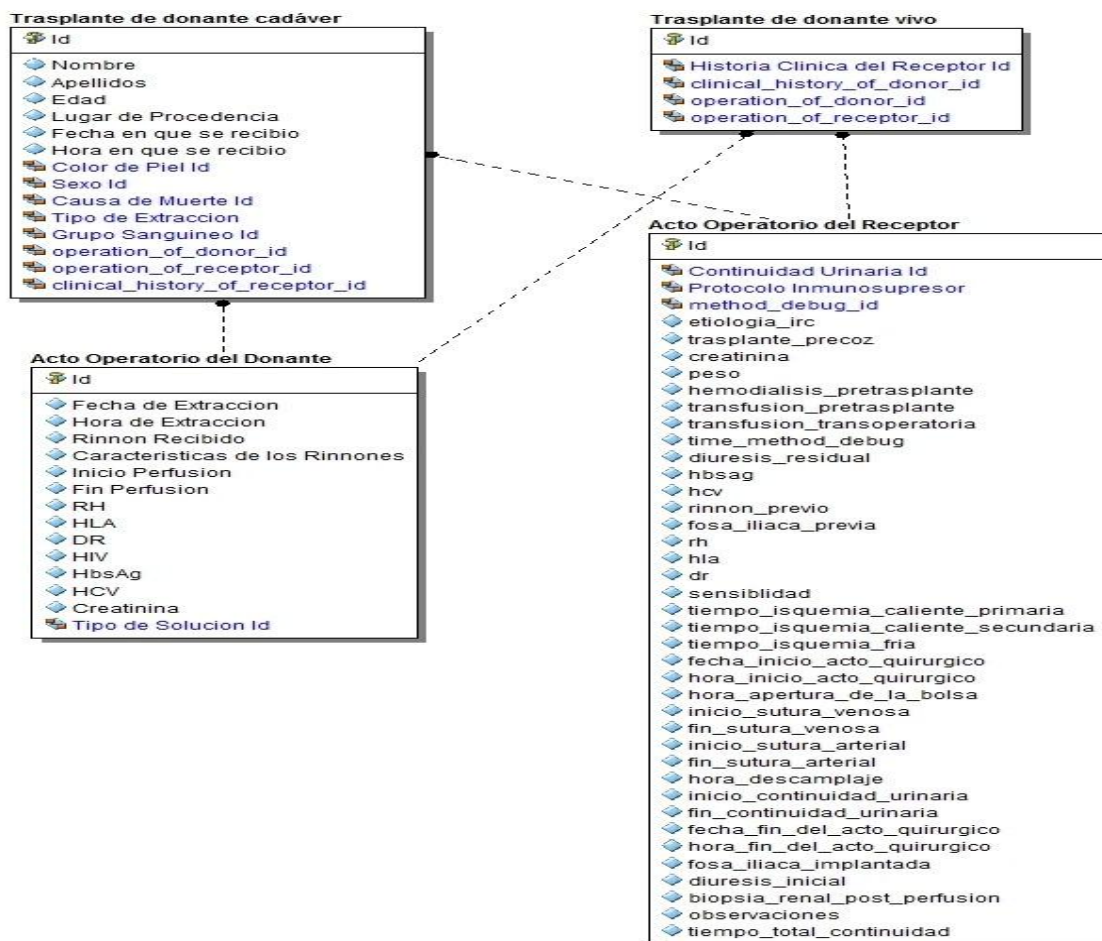 Trasplante de donante cadáver
Id
Nombre
Apellidos
Edad
Lugar de Procedencia
Fecha en que se recibio
Hora en que se recibio
Color de Piel Id
Sexo Id
Causa de Muerte Id
Tipo de Extraccion
Grupo Sanguineo Id
operation_of_donor_id
operation_of_receptor_id
clinical_history_of_receptor_id
Trasplante de donante vivo
Id
Historia Clinica del Receptor Id
clinical_history_of_donor_id
operation_of_donor_id
operation_of_receptor_id
Acto Operatorio del Donante
Id
Fecha de Extraccion
Hora de Extraccion
Rinnon Recibido
Caracteristicas de los Rinnones
Inicio Perfusion
Fin Perfusion
RH
HLA
DR
HIV
HbsAg
HCV
Creatinina
Tipo de Solucion Id
Acto Operatorio del Receptor
Id
Continuidad Urinaria Id
Protocolo Inmunosupresor
method_debug_id
etiologia_irc
trasplante_precoz
creatinina
peso
hemodialisis_pretrasplante
transfusion_pretrasplante
transfusion_transoperatoria
time_method_debug
diuresis_residual
hbsag
hcv
rinnon_previo
fosa_iliaca_previa
rh
hla
dr
sensiblidad
tiempo_isquemia_caliente_primaria
tiempo_isquemia_caliente_secundaria
tiempo_isquemia_fria
fecha_inicio_acto_quirurgico
hora_inicio_acto_quirurgico
hora_apertura_de_la_bolsa
inicio_sutura_venosa
fin_sutura_venosa
inicio_sutura_arterial
fin_sutura_arterial
hora_descamplaje
inicio_continuidad_urinaria
fin_continuidad_urinaria
fecha_fin_del_acto_quirurgico
hora_fin_del_acto_quirurgico
fosa_iliaca_implantada
diuresis_inicial
biopsia_renal_post_perfusion
observaciones
tiempo_total_continuidad